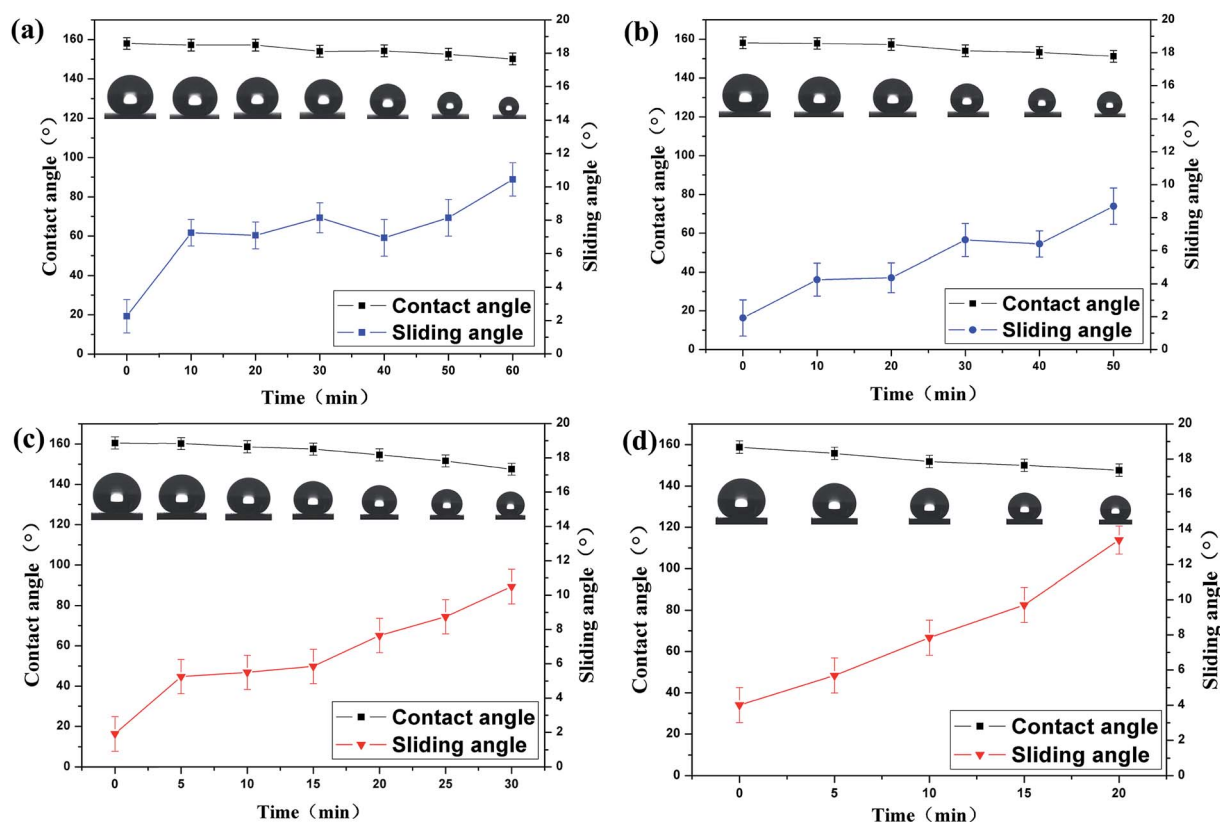 (a)
160
140
120
100
80
60
40
20
0
Contact angle（°）
20
18
16
14
12
10
8
6
4
2
0
Sliding angle（°）
Contact angle
Sliding angle
0 10 20 30 40 50 60
Time（min）
(b)
160
140
120
100
80
60
40
20
0
Contact angle（°）
20
18
16
14
12
10
8
6
4
2
0
Sliding angle（°）
Contact angle
Sliding angle
0 10 20 30 40 50
Time（min）
(c)
160
140
120
100
80
60
40
20
0
Contact angle（°）
20
18
16
14
12
10
8
6
4
2
0
Sliding angle（°）
Contact angle
Sliding angle
0 5 10 15 20 25 30
Time（min）
(d)
160
140
120
100
80
60
40
20
0
Contact angle（°）
20
18
16
14
12
10
8
6
4
2
0
Sliding angle（°）
Contact angle
Sliding angle
0 5 10 15 20
Time（min）